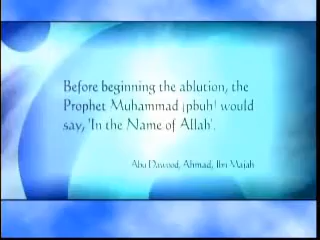 Before beginning the ablution, the
Prophet Muhammad (pbuh) would
say, 'In the Name of Allah'.
Abu Dawood, Ahmad, Ibn Majah